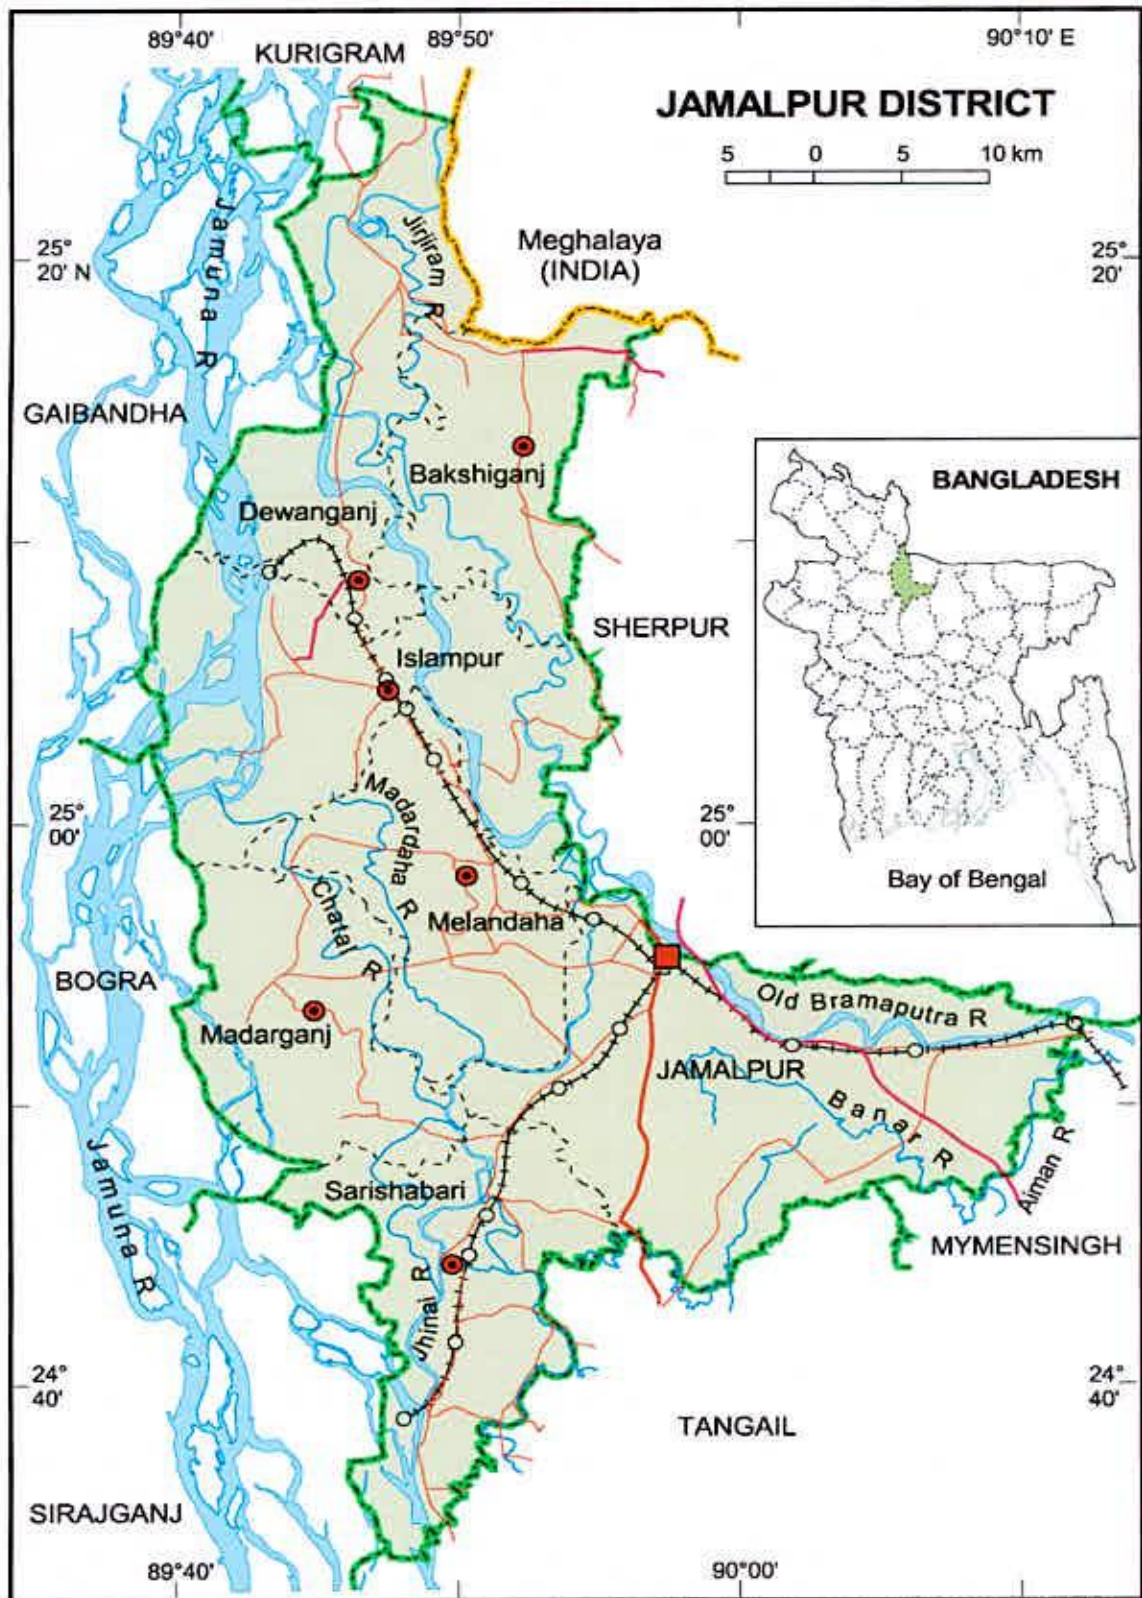 89°40'
89°50'
90°10' E
KURIGRAM
JAMALPUR DISTRICT
5 0 5 10 km
Jamuna R
Jirjiram R
Meghalaya
(INDIA)
25°
20' N
25°
20'
GAIBANDHA
Bakshiganj
Dewanganj
BANGLADESH
SHERPUR
Islampur
Madardaha R
25°
00'
25°
00'
Bay of Bengal
Chatal R
Melandaha
BOGRA
Old Bramaputra R
Madarganj
JAMALPUR
Banar R
Aiman R
Jamuna R
Sarishabari
MYMENSINGH
Jhinai R
24°
40'
24°
40'
TANGAIL
SIRAJGANJ
89°40'
90°00'